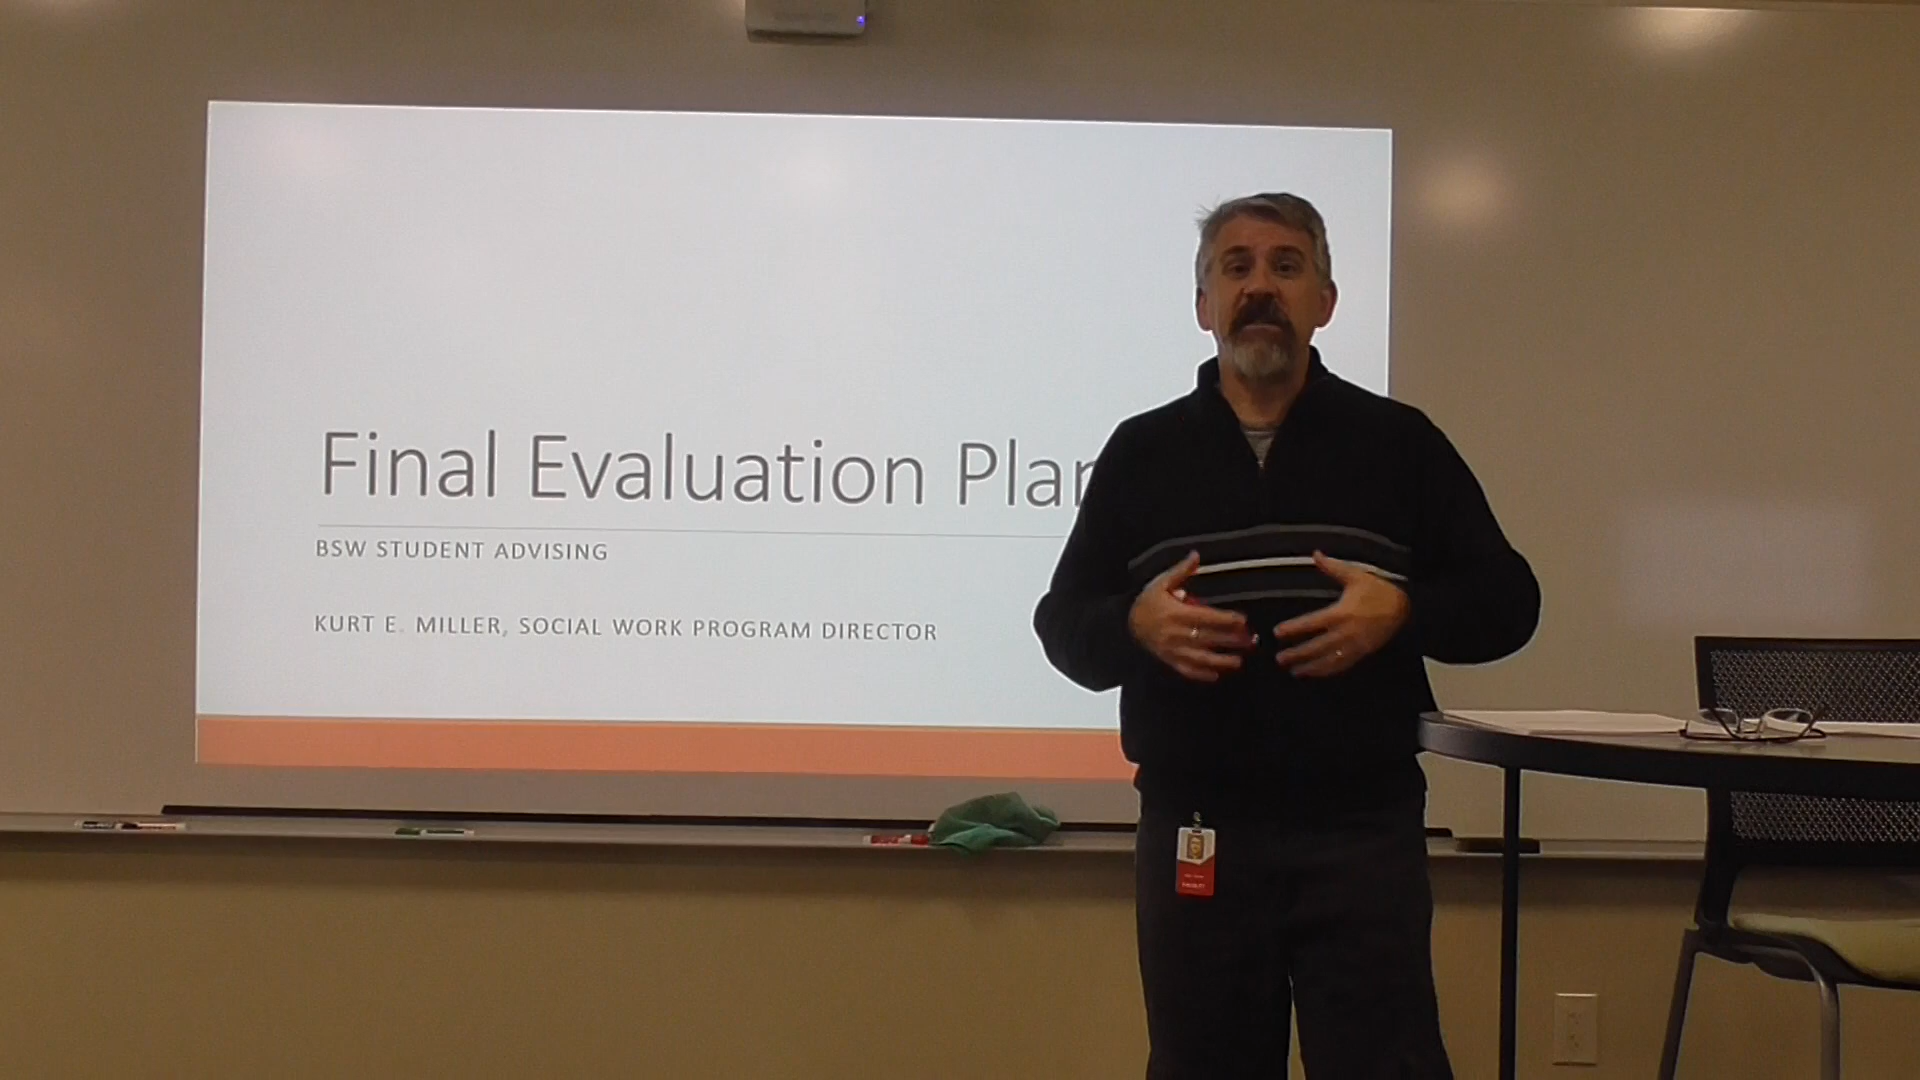 Final Evaluation Plan
BSW STUDENT ADVISING
KURT E. MILLER, SOCIAL WORK PROGRAM DIRECTOR